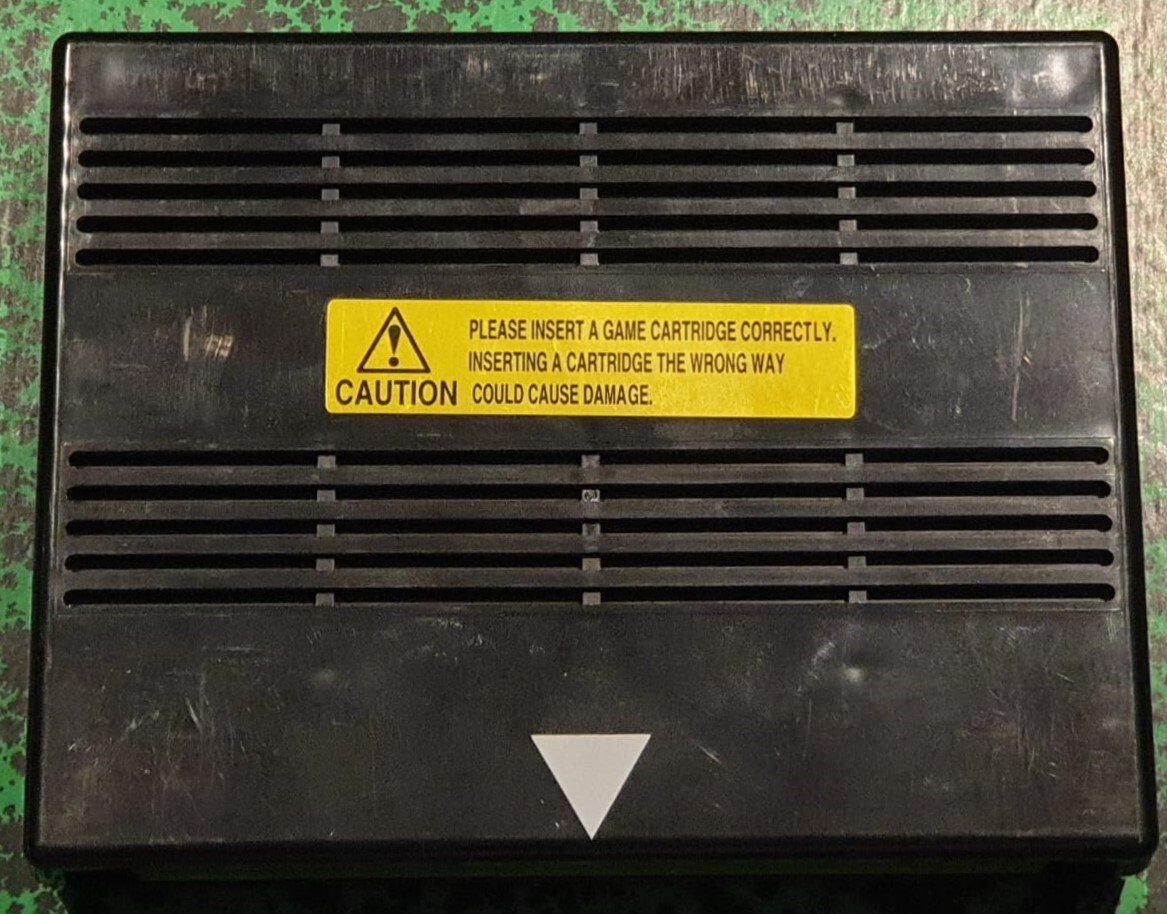 PLEASE INSERT A GAME CARTRIDGE CORRECTLY.
INSERTING A CARTRIDGE THE WRONG WAY
COULD CAUSE DAMAGE.
CAUTION